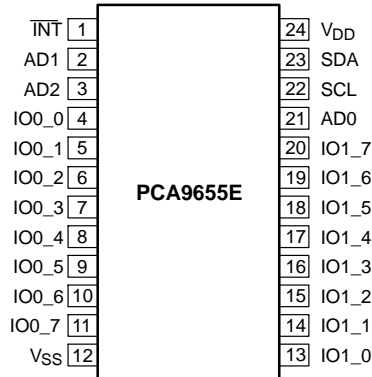 INT 1 24 VDD
AD1 2 23 SDA
AD2 3 22 SCL
IO0_0 4 21 AD0
IO0_1 5 20 IO1_7
IO0_2 6 19 IO1_6
PCA9655E
IO0_3 7 18 IO1_5
IO0_4 8 17 IO1_4
IO0_5 9 16 IO1_3
IO0_6 10 15 IO1_2
IO0_7 11 14 IO1_1
VSS 12 13 IO1_0